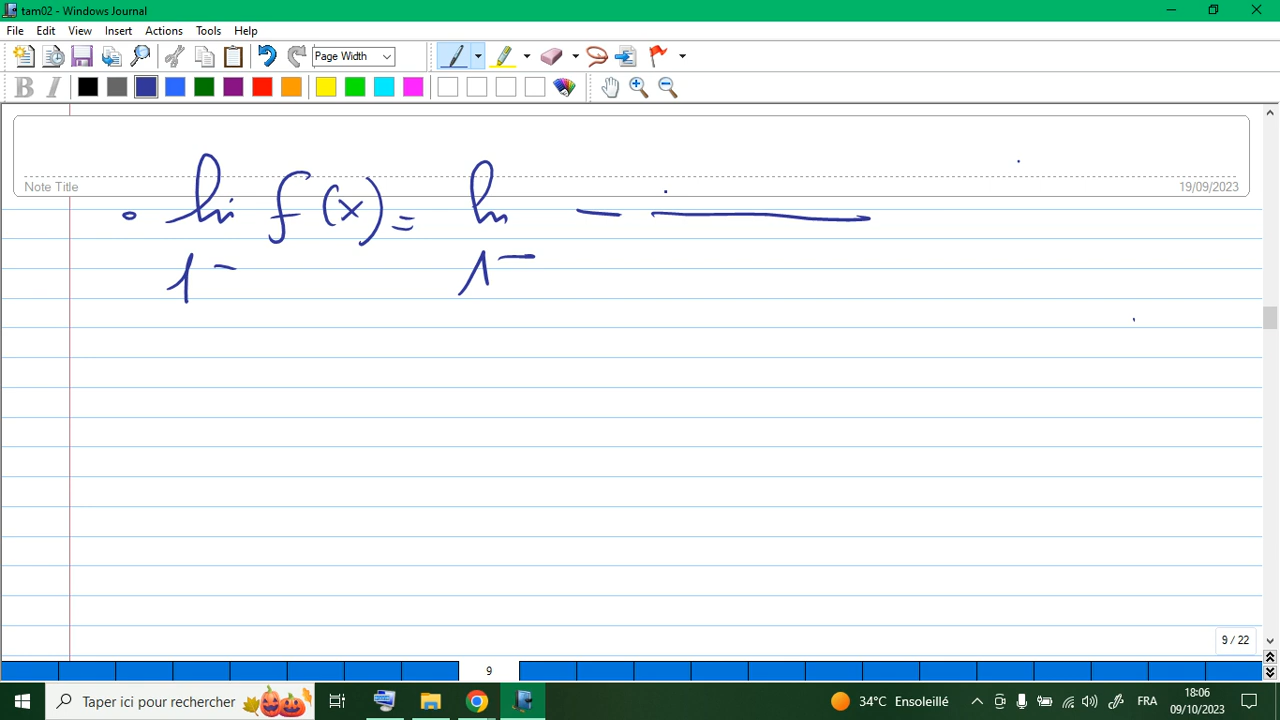 tam02 - Windows Journal
File Edit View Insert Actions Tools Help
Page Width
B I
Note Title
19/09/2023
• lim f(x) = lim —
1⁻ 1⁻
9 / 22
9
Taper ici pour rechercher
34°C Ensoleillé
FRA
18:06
09/10/2023